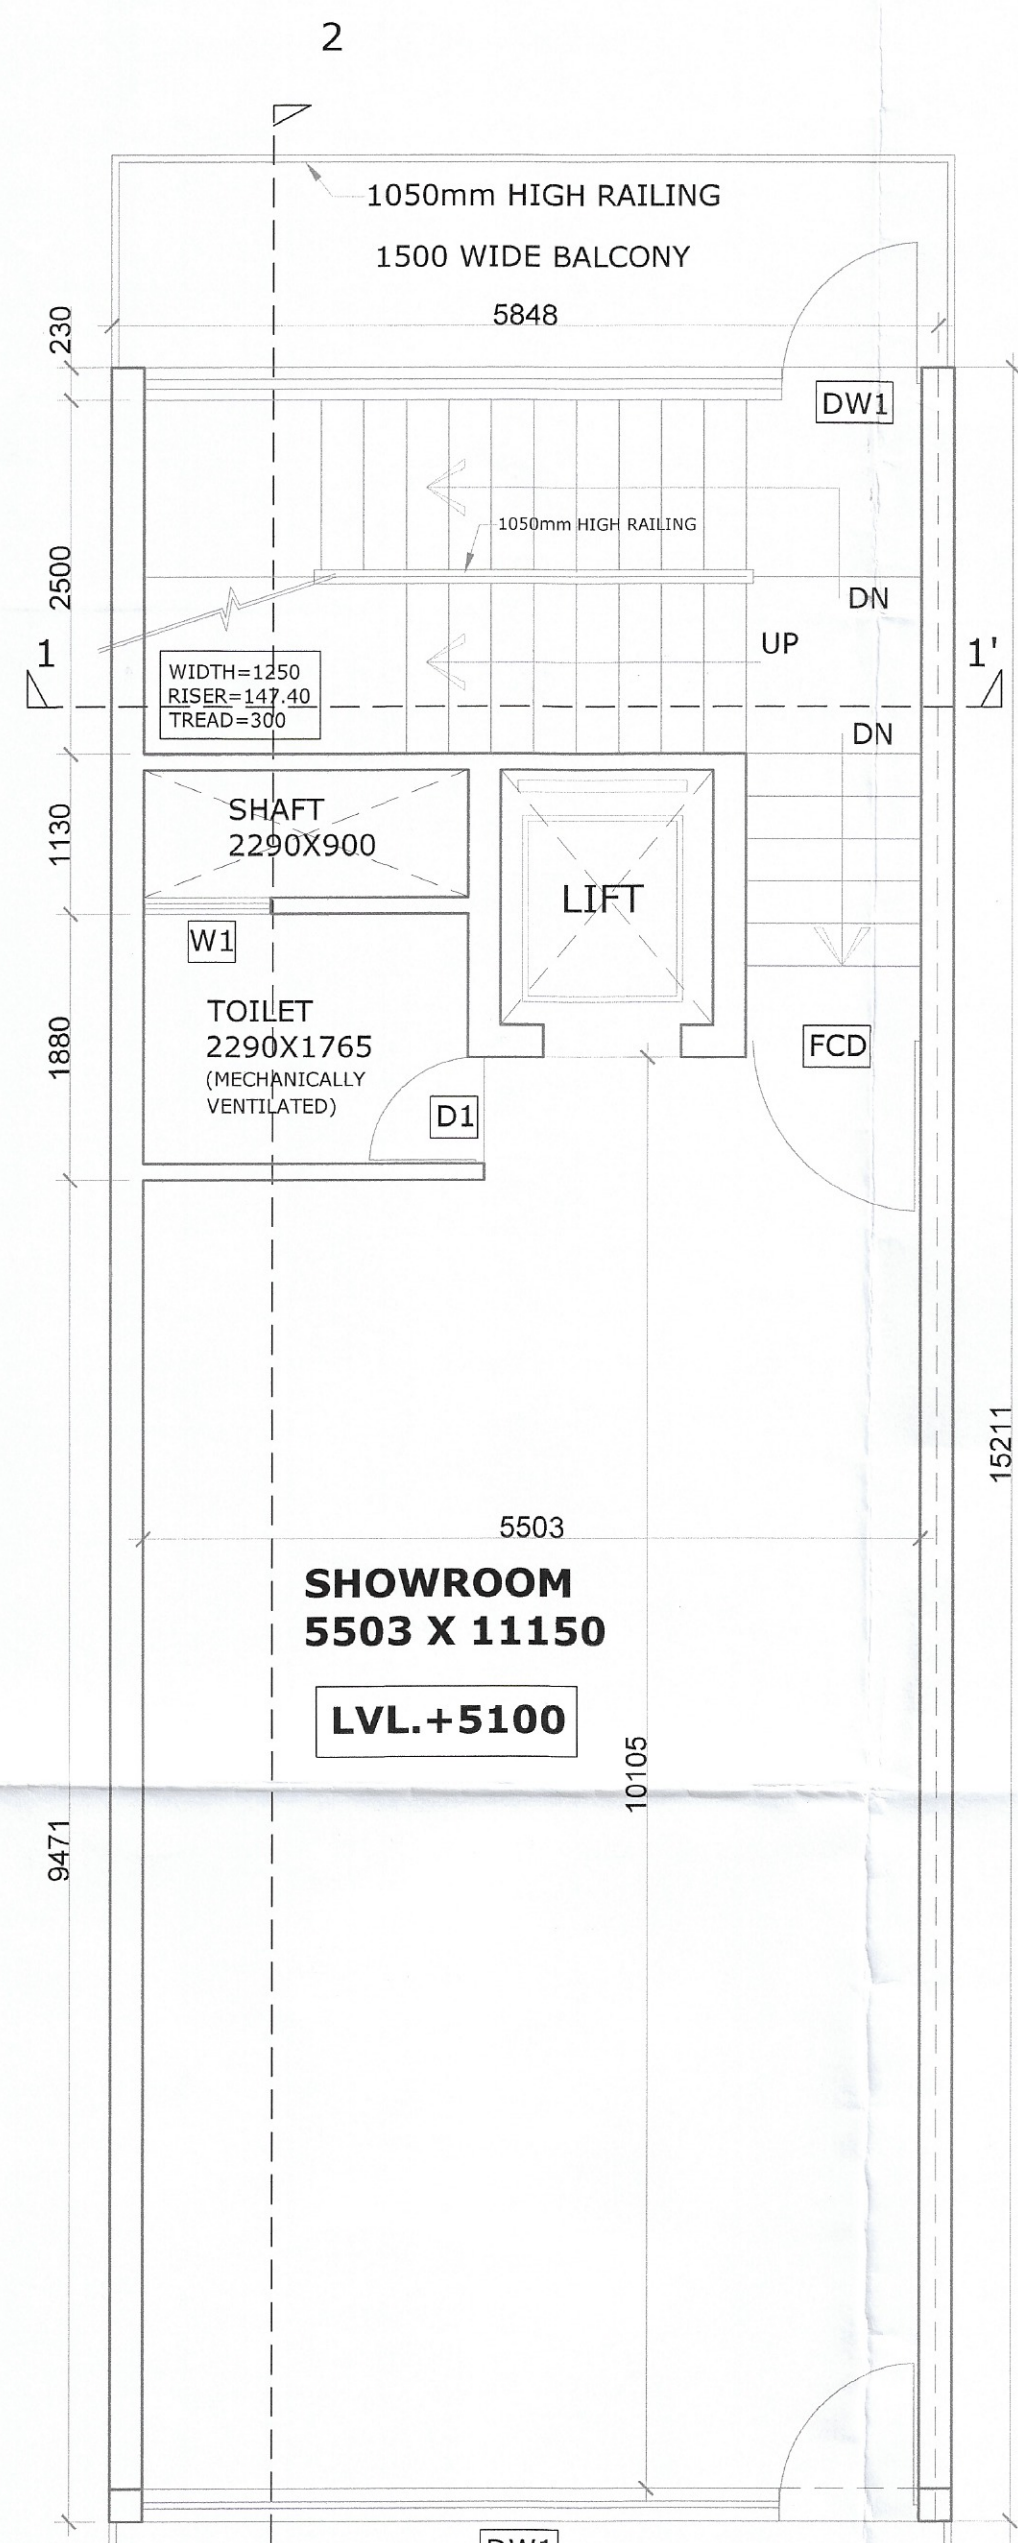 2
1050mm HIGH RAILING
1500 WIDE BALCONY
5848
230
DW1
2500
1050mm HIGH RAILING
DN
UP
1
1'
WIDTH=1250
RISER=147.40
TREAD=300
DN
SHAFT
2290X900
1130
LIFT
W1
TOILET
2290X1765
(MECHANICALLY
VENTILATED)
1880
FCD
D1
15211
5503
SHOWROOM
5503 X 11150
LVL.+5100
10105
9471
DW1